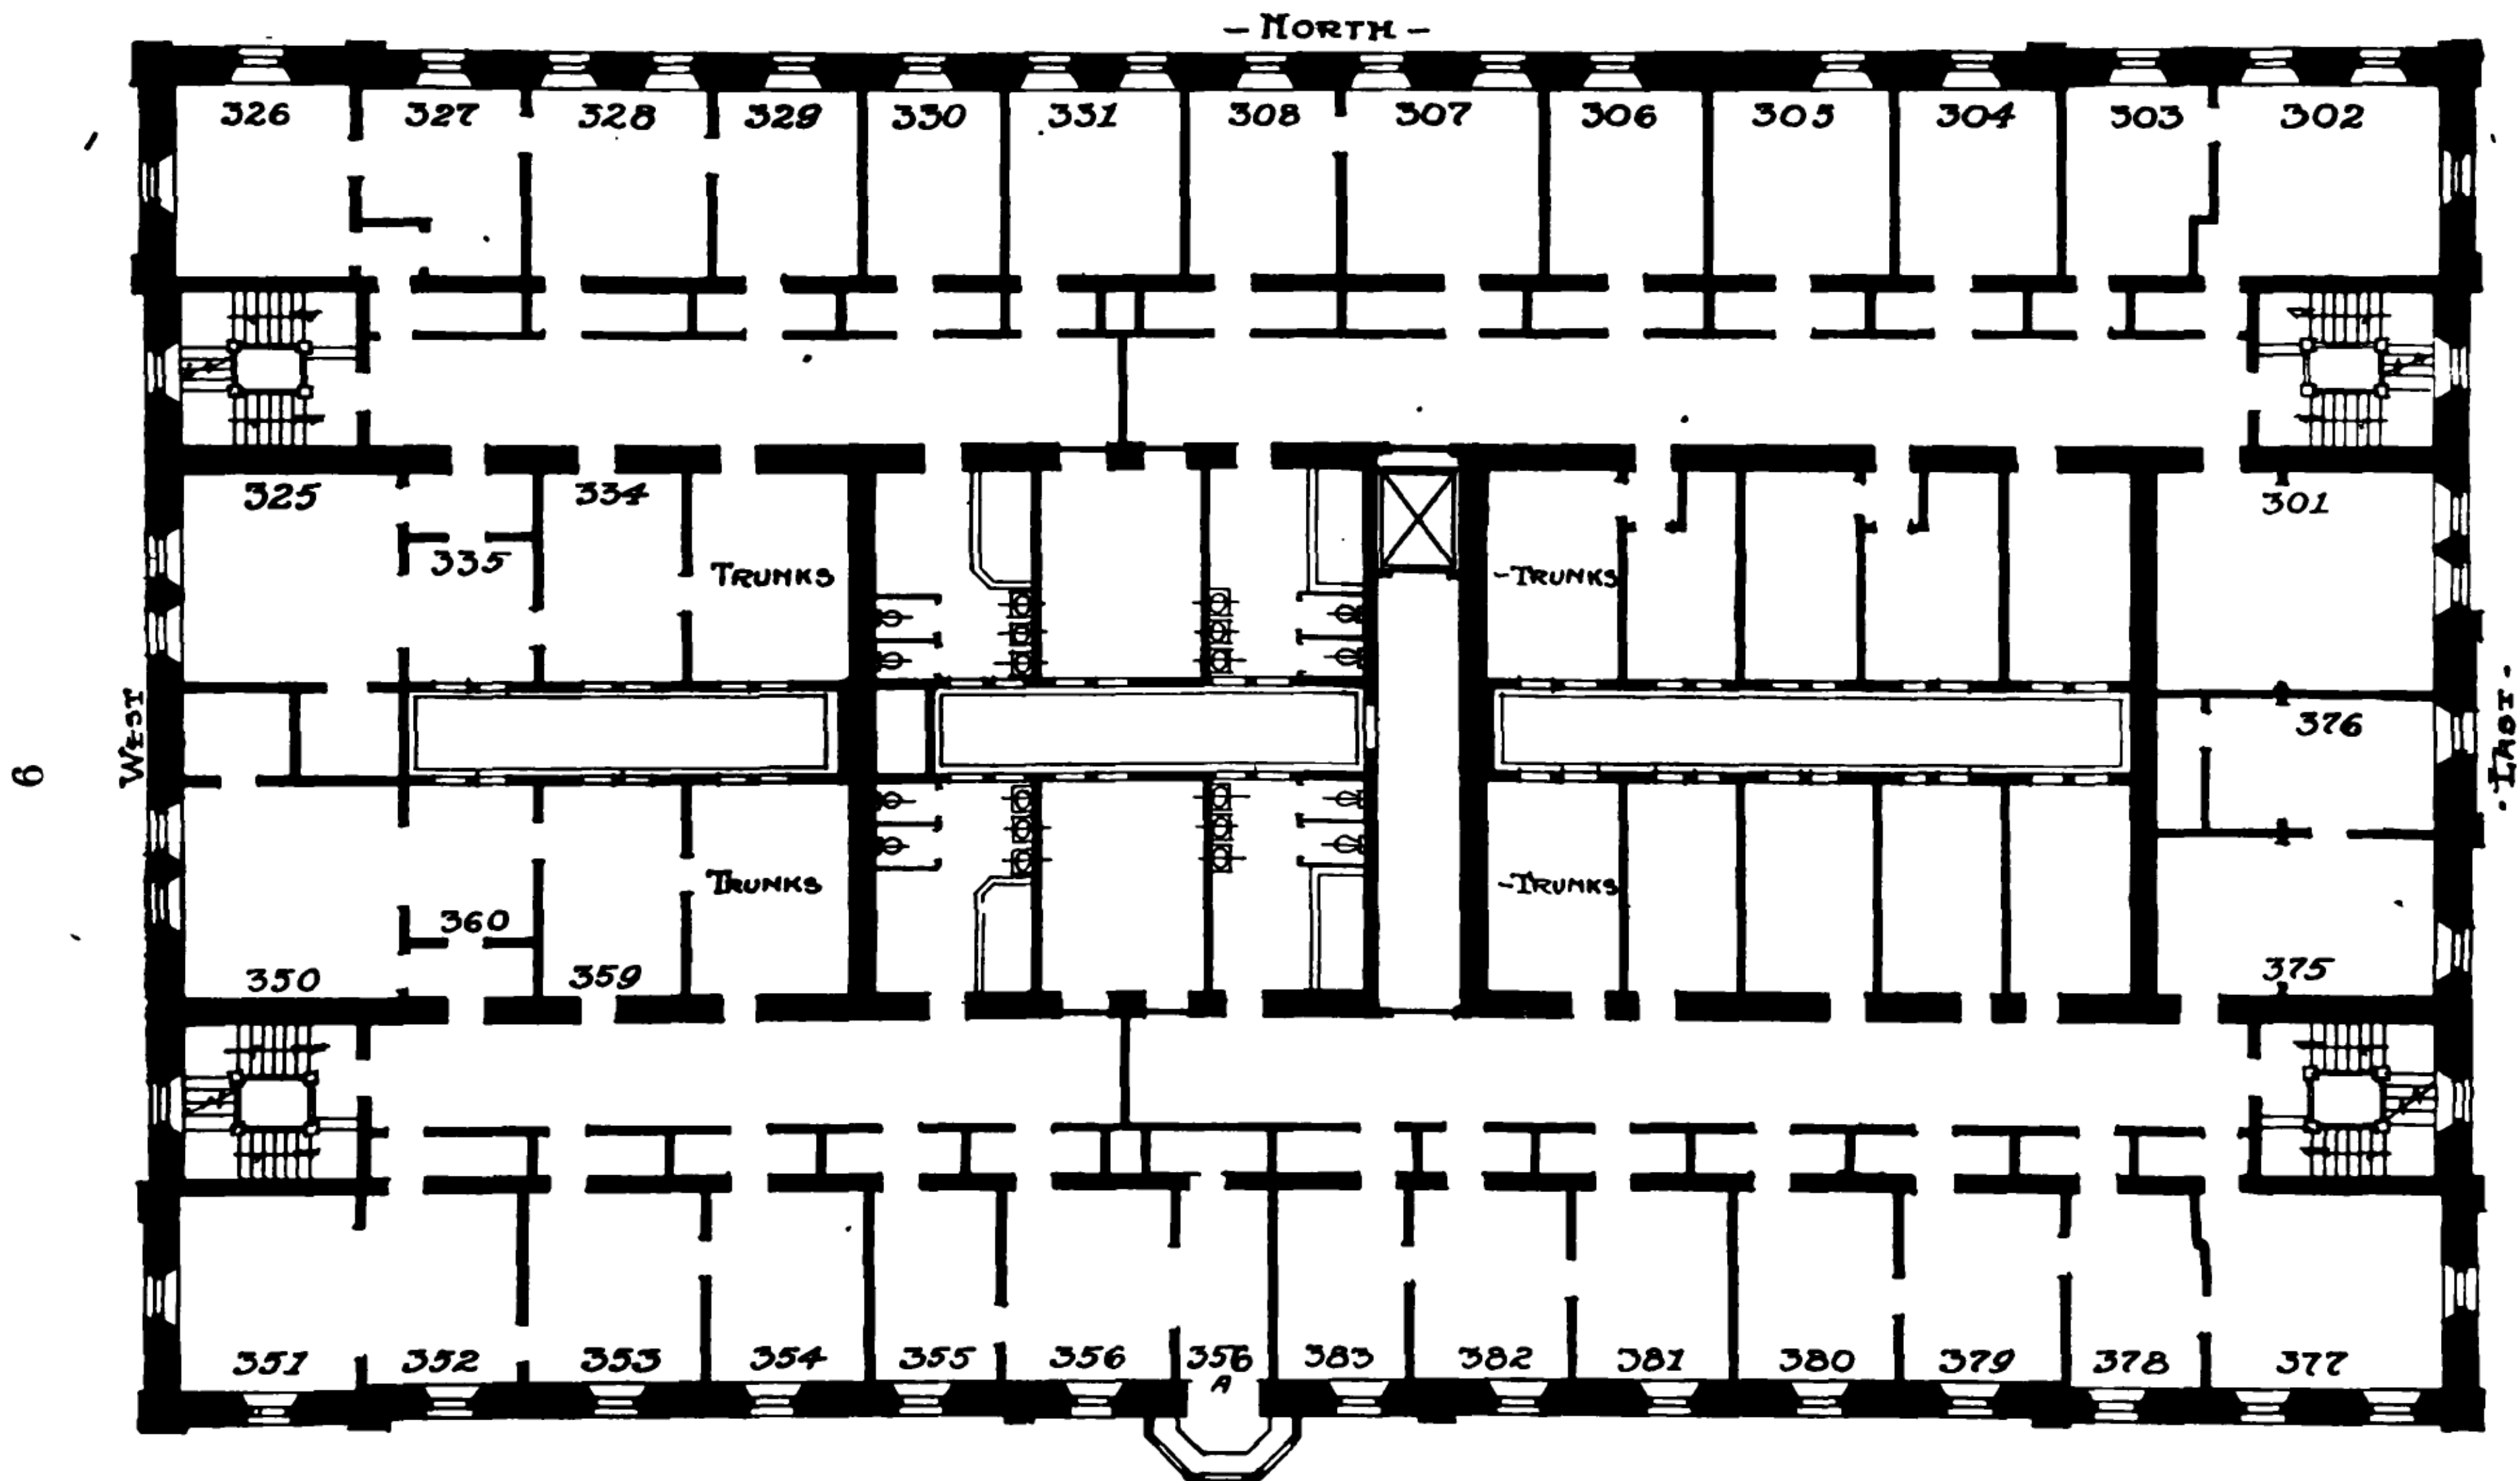 - NORTH -
326 327 328 329 330 331 308 307 306 305 304 303 302
325 334 301
335 TRUNKS -TRUNKS
WEST 376 - EAST -
6
360 TRUNKS -TRUNKS
350 359 375
351 352 353 354 355 356 356 383 382 381 380 379 378 377
A